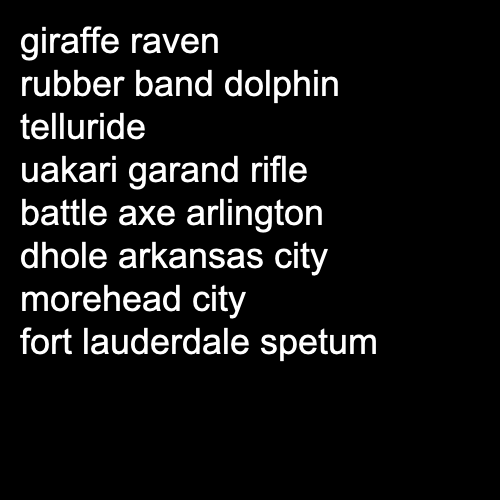 giraffe raven
rubber band dolphin
telluride
uakari garand rifle
battle axe arlington
dhole arkansas city
morehead city
fort lauderdale spetum